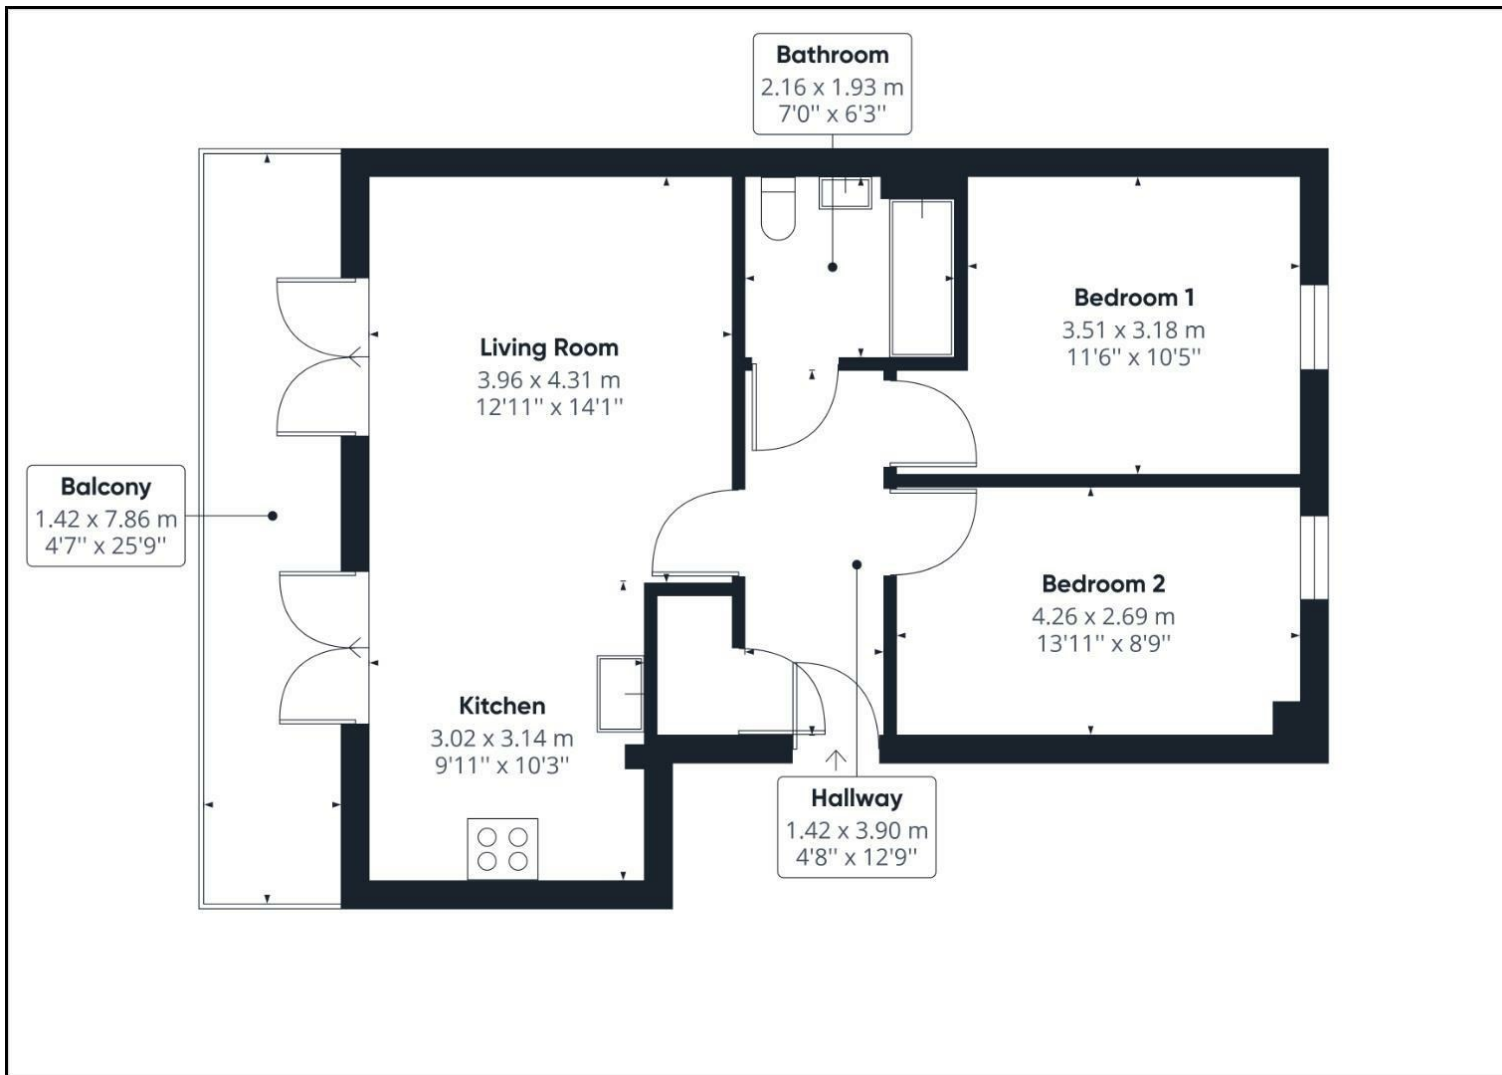 Bathroom
2.16 x 1.93 m
7'0'' x 6'3''
Living Room
3.96 x 4.31 m
12'11'' x 14'1''
Bedroom 1
3.51 x 3.18 m
11'6'' x 10'5''
Balcony
1.42 x 7.86 m
4'7'' x 25'9''
Bedroom 2
4.26 x 2.69 m
13'11'' x 8'9''
Kitchen
3.02 x 3.14 m
9'11'' x 10'3''
Hallway
1.42 x 3.90 m
4'8'' x 12'9''